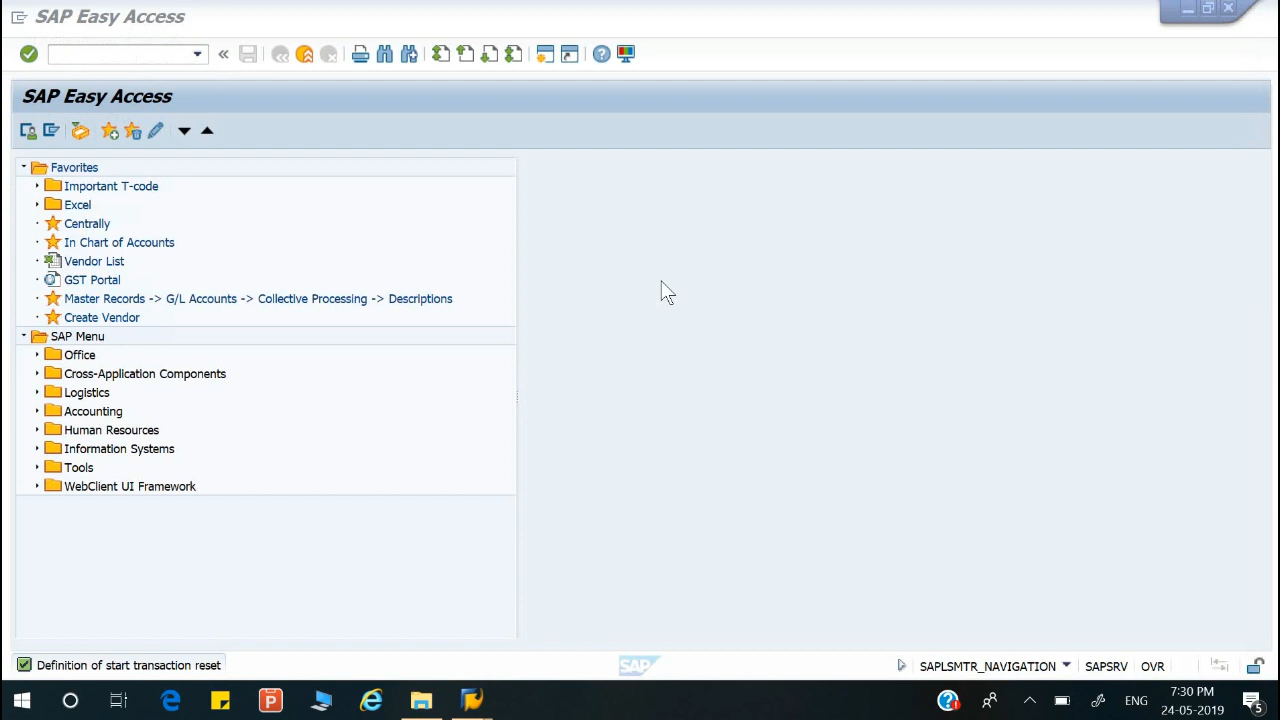 SAP Easy Access
SAP Easy Access
Favorites
Important T-code
Excel
Centrally
In Chart of Accounts
Vendor List
GST Portal
Master Records -> G/L Accounts -> Collective Processing -> Descriptions
Create Vendor
SAP Menu
Office
Cross-Application Components
Logistics
Accounting
Human Resources
Information Systems
Tools
WebClient UI Framework
Definition of start transaction reset
SAP
SAPLSMTR_NAVIGATION
SAPSRV
OVR
ENG
7:30 PM
24-05-2019
5